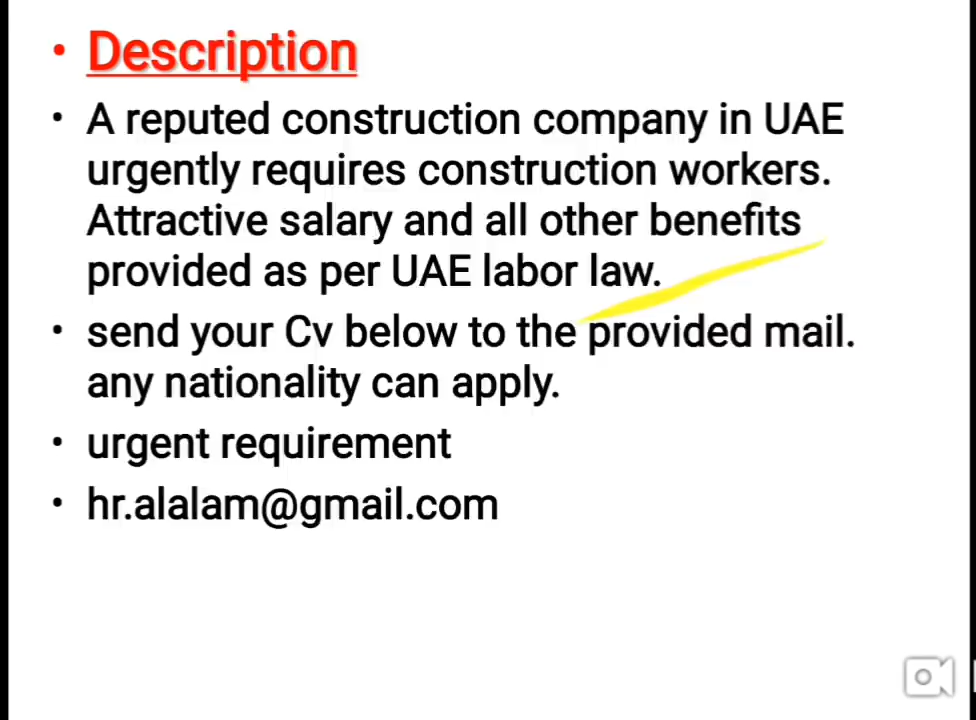 • Description
• A reputed construction company in UAE
urgently requires construction workers.
Attractive salary and all other benefits
provided as per UAE labor law.
• send your Cv below to the provided mail.
any nationality can apply.
• urgent requirement
• hr.alalam@gmail.com